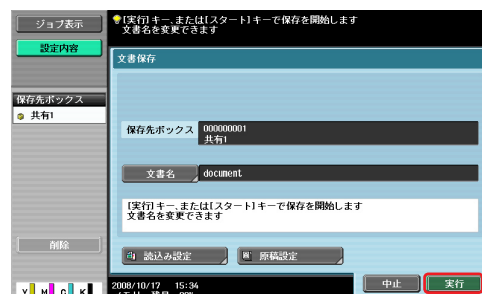 ジョブ表示
設定内容
[実行]キー、または[スタート]キーで保存を開始します
文書名を変更できます
文書保存
保存先ボックス
共有1
保存先ボックス 000000001
共有1
文書名 document
[実行]キー、または[スタート]キーで保存を開始します
文書名を変更できます
削除
読込み設定 原稿設定
2008/10/17 15:34
中止 実行
Y M C K